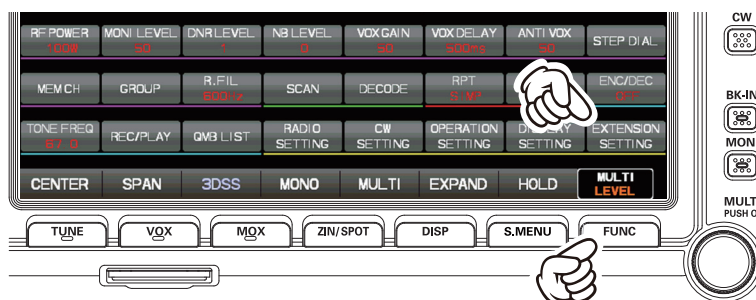 RF POWER MONI LEVEL DNR LEVEL NB LEVEL VOX GAIN VOX DELAY ANTI VOX STEP DIAL
100W 50 1 0 50 500ms 50
MEM CH GROUP R.FIL SCAN DECODE RPT ENC/DEC
600Hz SIMP OFF
TONE FREQ REC/PLAY QMB LIST RADIO SETTING CW SETTING OPERATION SETTING SETTING EXTENSION SETTING
67.0
CENTER SPAN 3DSS MONO MULTI EXPAND HOLD MULTI LEVEL
TUNE VOX MOX ZIN/SPOT DISP S.MENU FUNC
CW
BK-IN
MONI
MULT
PUSH O